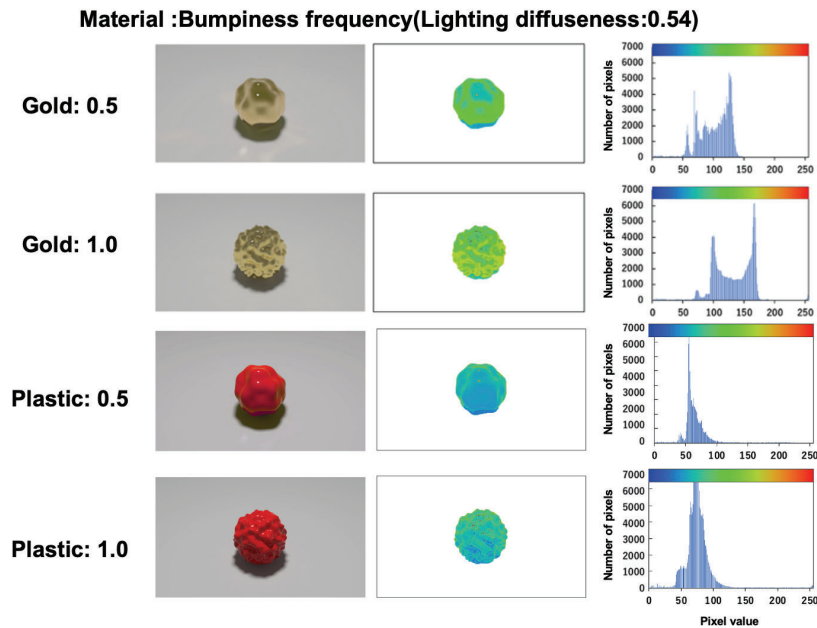 Material :Bumpiness frequency(Lighting diffuseness:0.54)
Gold: 0.5
Number of pixels
7000
6000
5000
4000
3000
2000
1000
0
0 50 100 150 200 250
Gold: 1.0
Number of pixels
7000
6000
5000
4000
3000
2000
1000
0
0 50 100 150 200 250
Plastic: 0.5
Number of pixels
7000
6000
5000
4000
3000
2000
1000
0
0 50 100 150 200 250
Plastic: 1.0
Number of pixels
7000
6000
5000
4000
3000
2000
1000
0
0 50 100 150 200 250
Pixel value